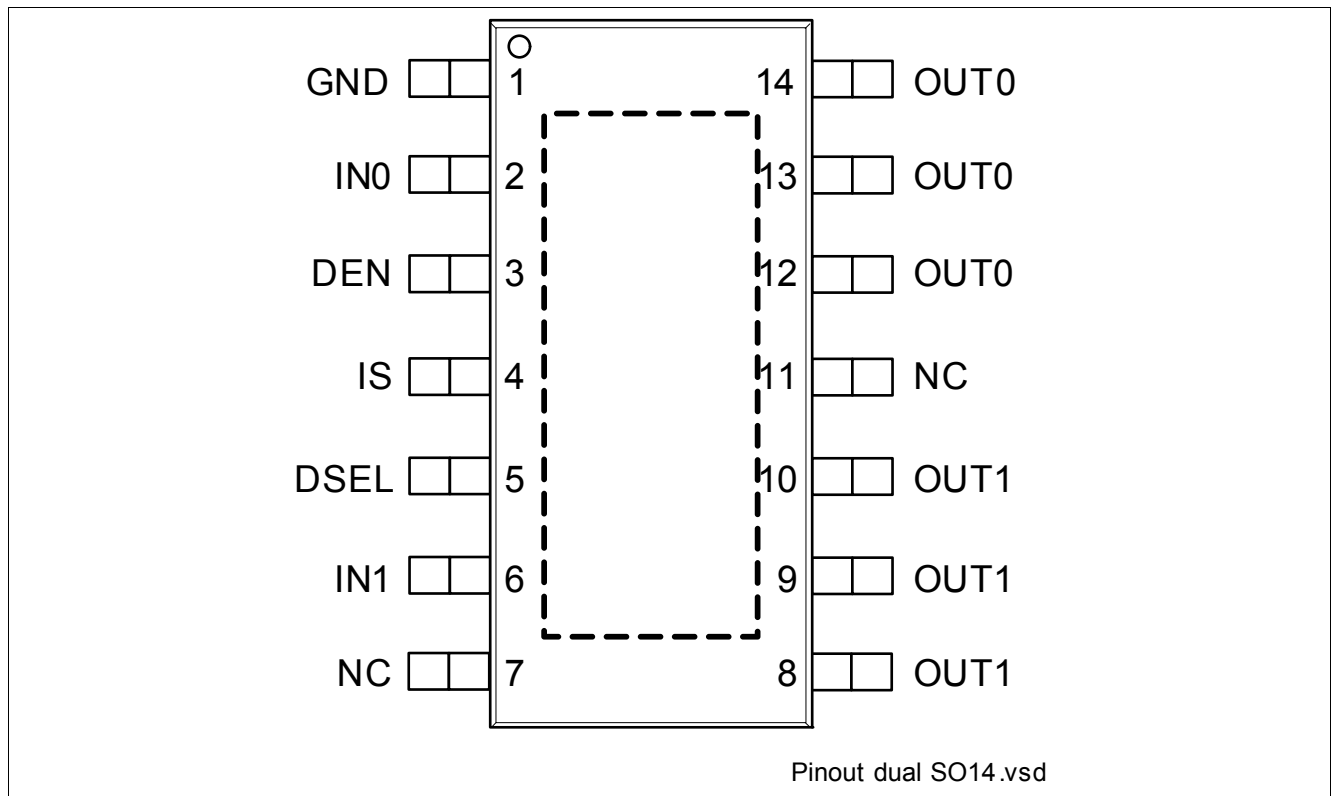 GND 1 14 OUT0
IN0 2 13 OUT0
DEN 3 12 OUT0
IS 4 11 NC
DSEL 5 10 OUT1
IN1 6 9 OUT1
NC 7 8 OUT1
Pinout dual SO14.vsd